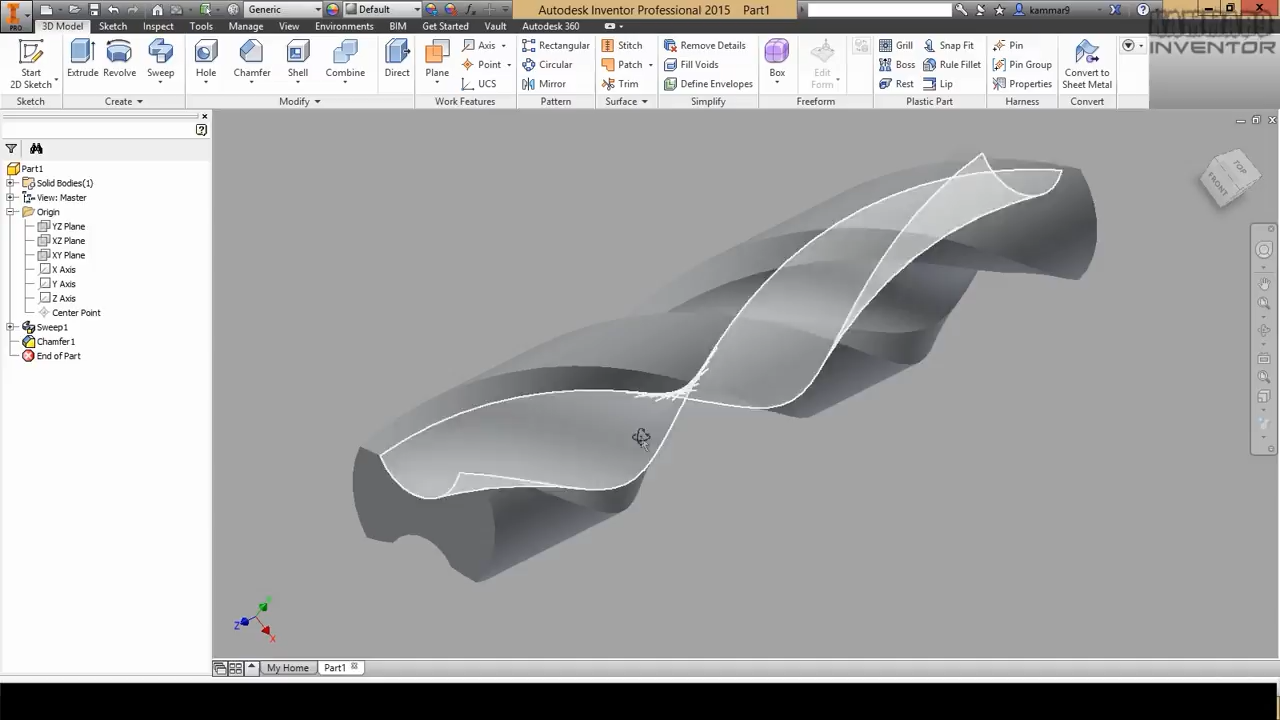 PRO
Generic
Default
fx
Autodesk Inventor Professional 2015 Part1
kammar9
INVENTOR
3D Model Sketch Inspect Tools Manage View Environments BIM Get Started Vault Autodesk 360
Start
2D Sketch
Extrude Revolve Sweep
Hole Chamfer Shell Combine Direct
Plane
Axis
Point
UCS
Rectangular
Circular
Mirror
Stitch
Patch
Trim
Remove Details
Fill Voids
Define Envelopes
Box
Edit
Form
Grill Snap Fit
Boss Rule Fillet
Rest Lip
Pin
Pin Group
Properties
Convert to
Sheet Metal
Sketch Create Modify Work Features Pattern Surface Simplify Freeform Plastic Part Harness Convert
Part1
Solid Bodies(1)
View: Master
Origin
YZ Plane
XZ Plane
XY Plane
X Axis
Y Axis
Z Axis
Center Point
Sweep1
Chamfer1
End of Part
TOP
FRONT
Z
X
My Home Part1